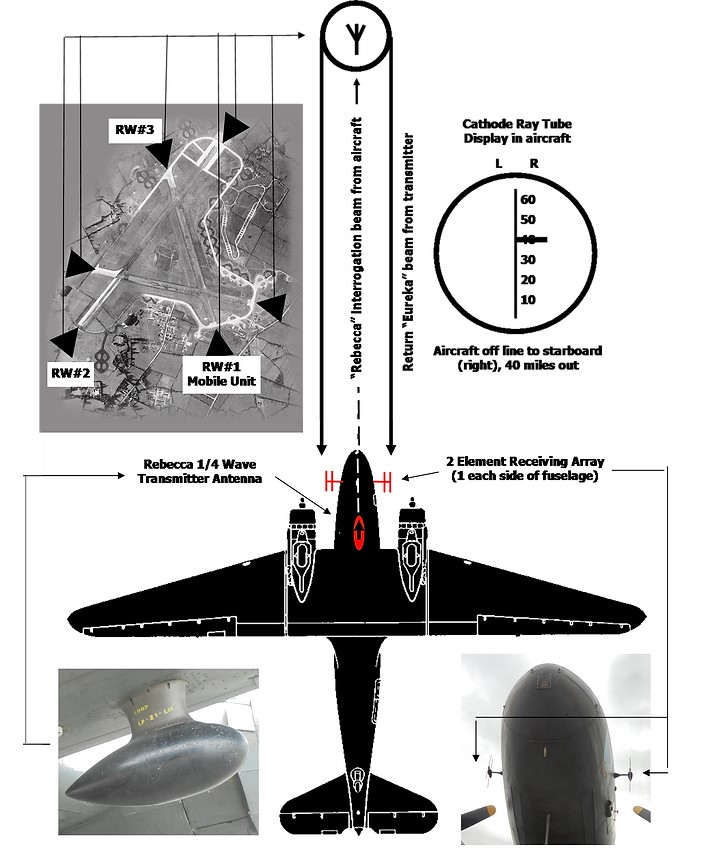 RW#3
RW#2
RW#1
Mobile Unit
"Rebecca" Interrogation beam from aircraft
Return "Eureka" beam from transmitter
Cathode Ray Tube
Display in aircraft
L R
60
50
40
30
20
10
Aircraft off line to starboard
(right), 40 miles out
Rebecca 1/4 Wave
Transmitter Antenna
2 Element Receiving Array
(1 each side of fuselage)
LOOP